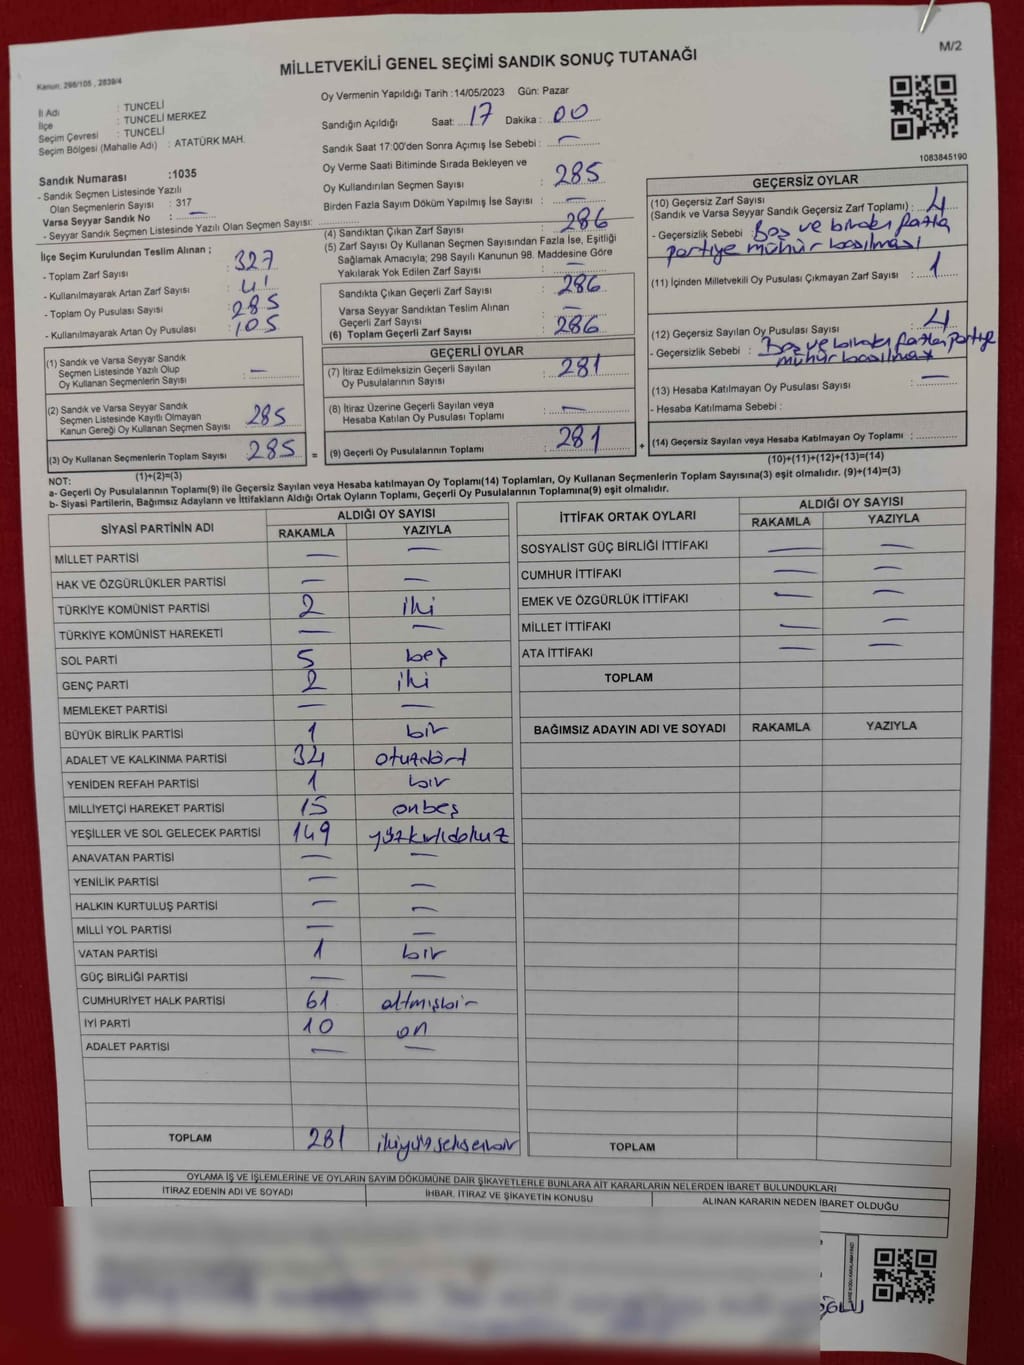 M/2
Kanun: 298/105 , 2839/4
MİLLETVEKİLİ GENEL SEÇİMİ SANDIK SONUÇ TUTANAĞI
İl Adı : TUNCELİ
İlçe : TUNCELİ MERKEZ
Seçim Çevresi : TUNCELİ
Seçim Bölgesi (Mahalle Adı) : ATATÜRK MAH.
Sandık Numarası :1035
- Sandık Seçmen Listesinde Yazılı
Olan Seçmenlerin Sayısı : 317
Varsa Seyyar Sandık No : —
- Seyyar Sandık Seçmen Listesinde Yazılı Olan Seçmen Sayısı:
Oy Vermenin Yapıldığı Tarih :14/05/2023 Gün: Pazar
Sandığın Açıldığı Saat: 17 Dakika : 00
Sandık Saat 17:00'den Sonra Açımış İse Sebebi : —
Oy Verme Saati Bitiminde Sırada Bekleyen ve
Oy Kullandırılan Seçmen Sayısı : 285
Birden Fazla Sayım Döküm Yapılmış İse Sayısı : —
1083845190
İlçe Seçim Kurulundan Teslim Alınan ;
- Toplam Zarf Sayısı : 327
- Kullanılmayarak Artan Zarf Sayısı : 41
- Toplam Oy Pusulası Sayısı : 285
- Kullanılmayarak Artan Oy Pusulası : 105
(1) Sandık ve Varsa Seyyar Sandık
Seçmen Listesinde Yazılı Olup
Oy Kullanan Seçmenlerin Sayısı : —
(2) Sandık ve Varsa Seyyar Sandık
Seçmen Listesinde Kayıtlı Olmayan
Kanun Gereği Oy Kullanan Seçmen Sayısı : 285
(3) Oy Kullanan Seçmenlerin Toplam Sayısı : 285 =
(1)+(2)=(3)
(4) Sandıktan Çıkan Zarf Sayısı : 286
(5) Zarf Sayısı Oy Kullanan Seçmen Sayısından Fazla İse, Eşitliği
Sağlamak Amacıyla; 298 Sayılı Kanunun 98. Maddesine Göre
Yakılarak Yok Edilen Zarf Sayısı : —
Sandıkta Çıkan Geçerli Zarf Sayısı : 286
Varsa Seyyar Sandıktan Teslim Alınan
Geçerli Zarf Sayısı : —
(6) Toplam Geçerli Zarf Sayısı : 286
GEÇERLİ OYLAR
(7) İtiraz Edilmeksizin Geçerli Sayılan
Oy Pusulalarının Sayısı : 281
(8) İtiraz Üzerine Geçerli Sayılan veya
Hesaba Katılan Oy Pusulası Toplamı : —
(9) Geçerli Oy Pusulalarının Toplamı : 281 +
GEÇERSİZ OYLAR
(10) Geçersiz Zarf Sayısı
(Sandık ve Varsa Seyyar Sandık Geçersiz Zarf Toplamı) : 4
- Geçersizlik Sebebi : Boş ve birden fazla
partiye mühür basılması
(11) İçinden Milletvekili Oy Pusulası Çıkmayan Zarf Sayısı : 1
(12) Geçersiz Sayılan Oy Pusulası Sayısı : 4
- Geçersizlik Sebebi : Boş ve birden fazla partiye
mühür basılması
(13) Hesaba Katılmayan Oy Pusulası Sayısı : —
- Hesaba Katılmama Sebebi :
(14) Geçersiz Sayılan veya Hesaba Katılmayan Oy Toplamı :
(10)+(11)+(12)+(13)=(14)
NOT:
a- Geçerli Oy Pusulalarının Toplamı(9) ile Geçersiz Sayılan veya Hesaba katılmayan Oy Toplamı(14) Toplamları, Oy Kullanan Seçmenlerin Toplam Sayısına(3) eşit olmalıdır. (9)+(14)=(3)
b- Siyasi Partilerin, Bağımsız Adayların ve İttifakların Aldığı Ortak Oyların Toplamı, Geçerli Oy Pusulalarının Toplamına(9) eşit olmalıdır.
SİYASİ PARTİNİN ADI ALDIĞI OY SAYISI
RAKAMLA YAZIYLA
MİLLET PARTİSİ — —
HAK VE ÖZGÜRLÜKLER PARTİSİ — —
TÜRKİYE KOMÜNİST PARTİSİ 2 iki
TÜRKİYE KOMÜNİST HAREKETİ — —
SOL PARTİ 5 beş
GENÇ PARTİ 2 iki
MEMLEKET PARTİSİ — —
BÜYÜK BİRLİK PARTİSİ 1 bir
ADALET VE KALKINMA PARTİSİ 34 otuzdört
YENİDEN REFAH PARTİSİ 1 bir
MİLLİYETÇİ HAREKET PARTİSİ 15 onbeş
YEŞİLLER VE SOL GELECEK PARTİSİ 149 yüzkırkdokuz
ANAVATAN PARTİSİ — —
YENİLİK PARTİSİ — —
HALKIN KURTULUŞ PARTİSİ — —
MİLLİ YOL PARTİSİ — —
VATAN PARTİSİ 1 bir
GÜÇ BİRLİĞİ PARTİSİ — —
CUMHURİYET HALK PARTİSİ 61 altmışbir
İYİ PARTİ 10 on
ADALET PARTİSİ — —
TOPLAM 281 ikiyüzseksenbir
İTTİFAK ORTAK OYLARI ALDIĞI OY SAYISI
RAKAMLA YAZIYLA
SOSYALİST GÜÇ BİRLİĞİ İTTİFAKI — —
CUMHUR İTTİFAKI — —
EMEK VE ÖZGÜRLÜK İTTİFAKI — —
MİLLET İTTİFAKI — —
ATA İTTİFAKI — —
TOPLAM
BAĞIMSIZ ADAYIN ADI VE SOYADI RAKAMLA YAZIYLA
TOPLAM
OYLAMA İŞ VE İŞLEMLERİNE VE OYLARIN SAYIM DÖKÜMÜNE DAİR ŞİKAYETLERLE BUNLARA AİT KARARLARIN NELERDEN İBARET BULUNDUKLARI
İTİRAZ EDENİN ADI VE SOYADI İHBAR, İTİRAZ VE ŞİKAYETİN KONUSU ALINAN KARARIN NEDEN İBARET OLDUĞU